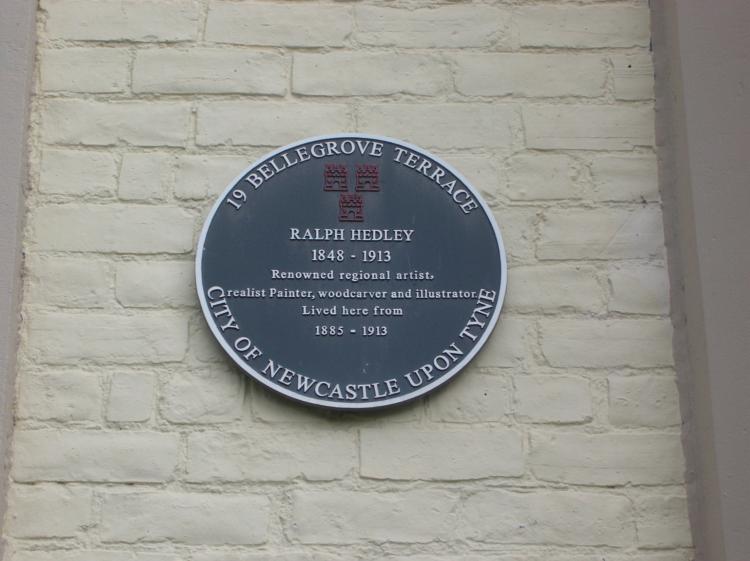 19 BELLEGROVE TERRACE
RALPH HEDLEY
1848 - 1913
Renowned regional artist,
realist Painter, woodcarver and illustrator.
Lived here from
1885 - 1913
CITY OF NEWCASTLE UPON TYNE